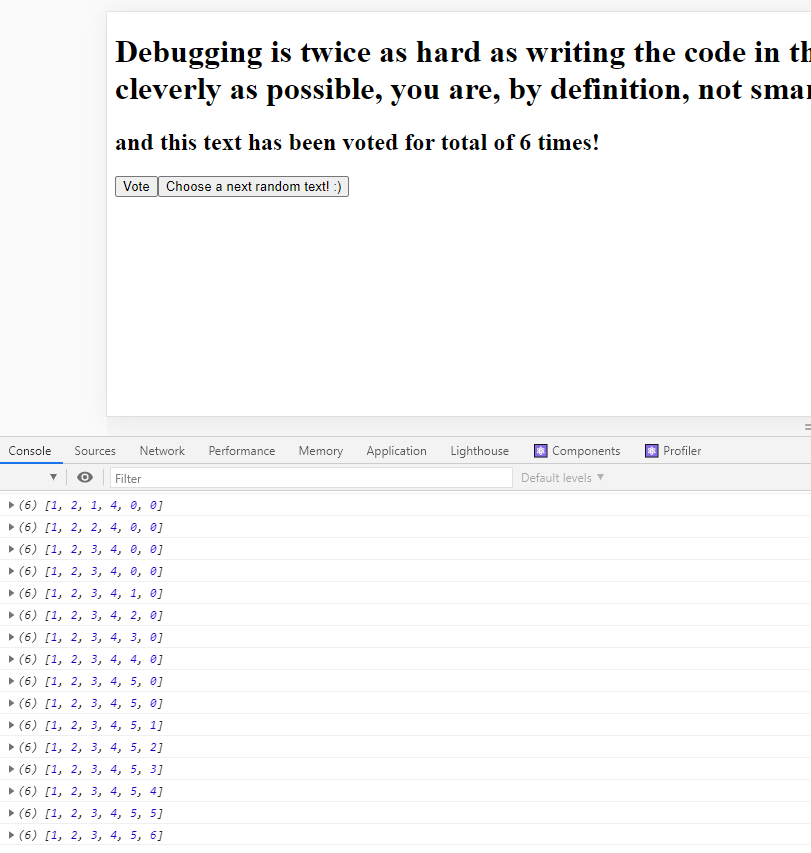 Debugging is twice as hard as writing the code in th
cleverly as possible, you are, by definition, not smar
and this text has been voted for total of 6 times!
Vote Choose a next random text! :)
Console Sources Network Performance Memory Application Lighthouse Components Profiler
Filter Default levels
(6) [1, 2, 1, 4, 0, 0]
(6) [1, 2, 2, 4, 0, 0]
(6) [1, 2, 3, 4, 0, 0]
(6) [1, 2, 3, 4, 0, 0]
(6) [1, 2, 3, 4, 1, 0]
(6) [1, 2, 3, 4, 2, 0]
(6) [1, 2, 3, 4, 3, 0]
(6) [1, 2, 3, 4, 4, 0]
(6) [1, 2, 3, 4, 5, 0]
(6) [1, 2, 3, 4, 5, 0]
(6) [1, 2, 3, 4, 5, 1]
(6) [1, 2, 3, 4, 5, 2]
(6) [1, 2, 3, 4, 5, 3]
(6) [1, 2, 3, 4, 5, 4]
(6) [1, 2, 3, 4, 5, 5]
(6) [1, 2, 3, 4, 5, 6]